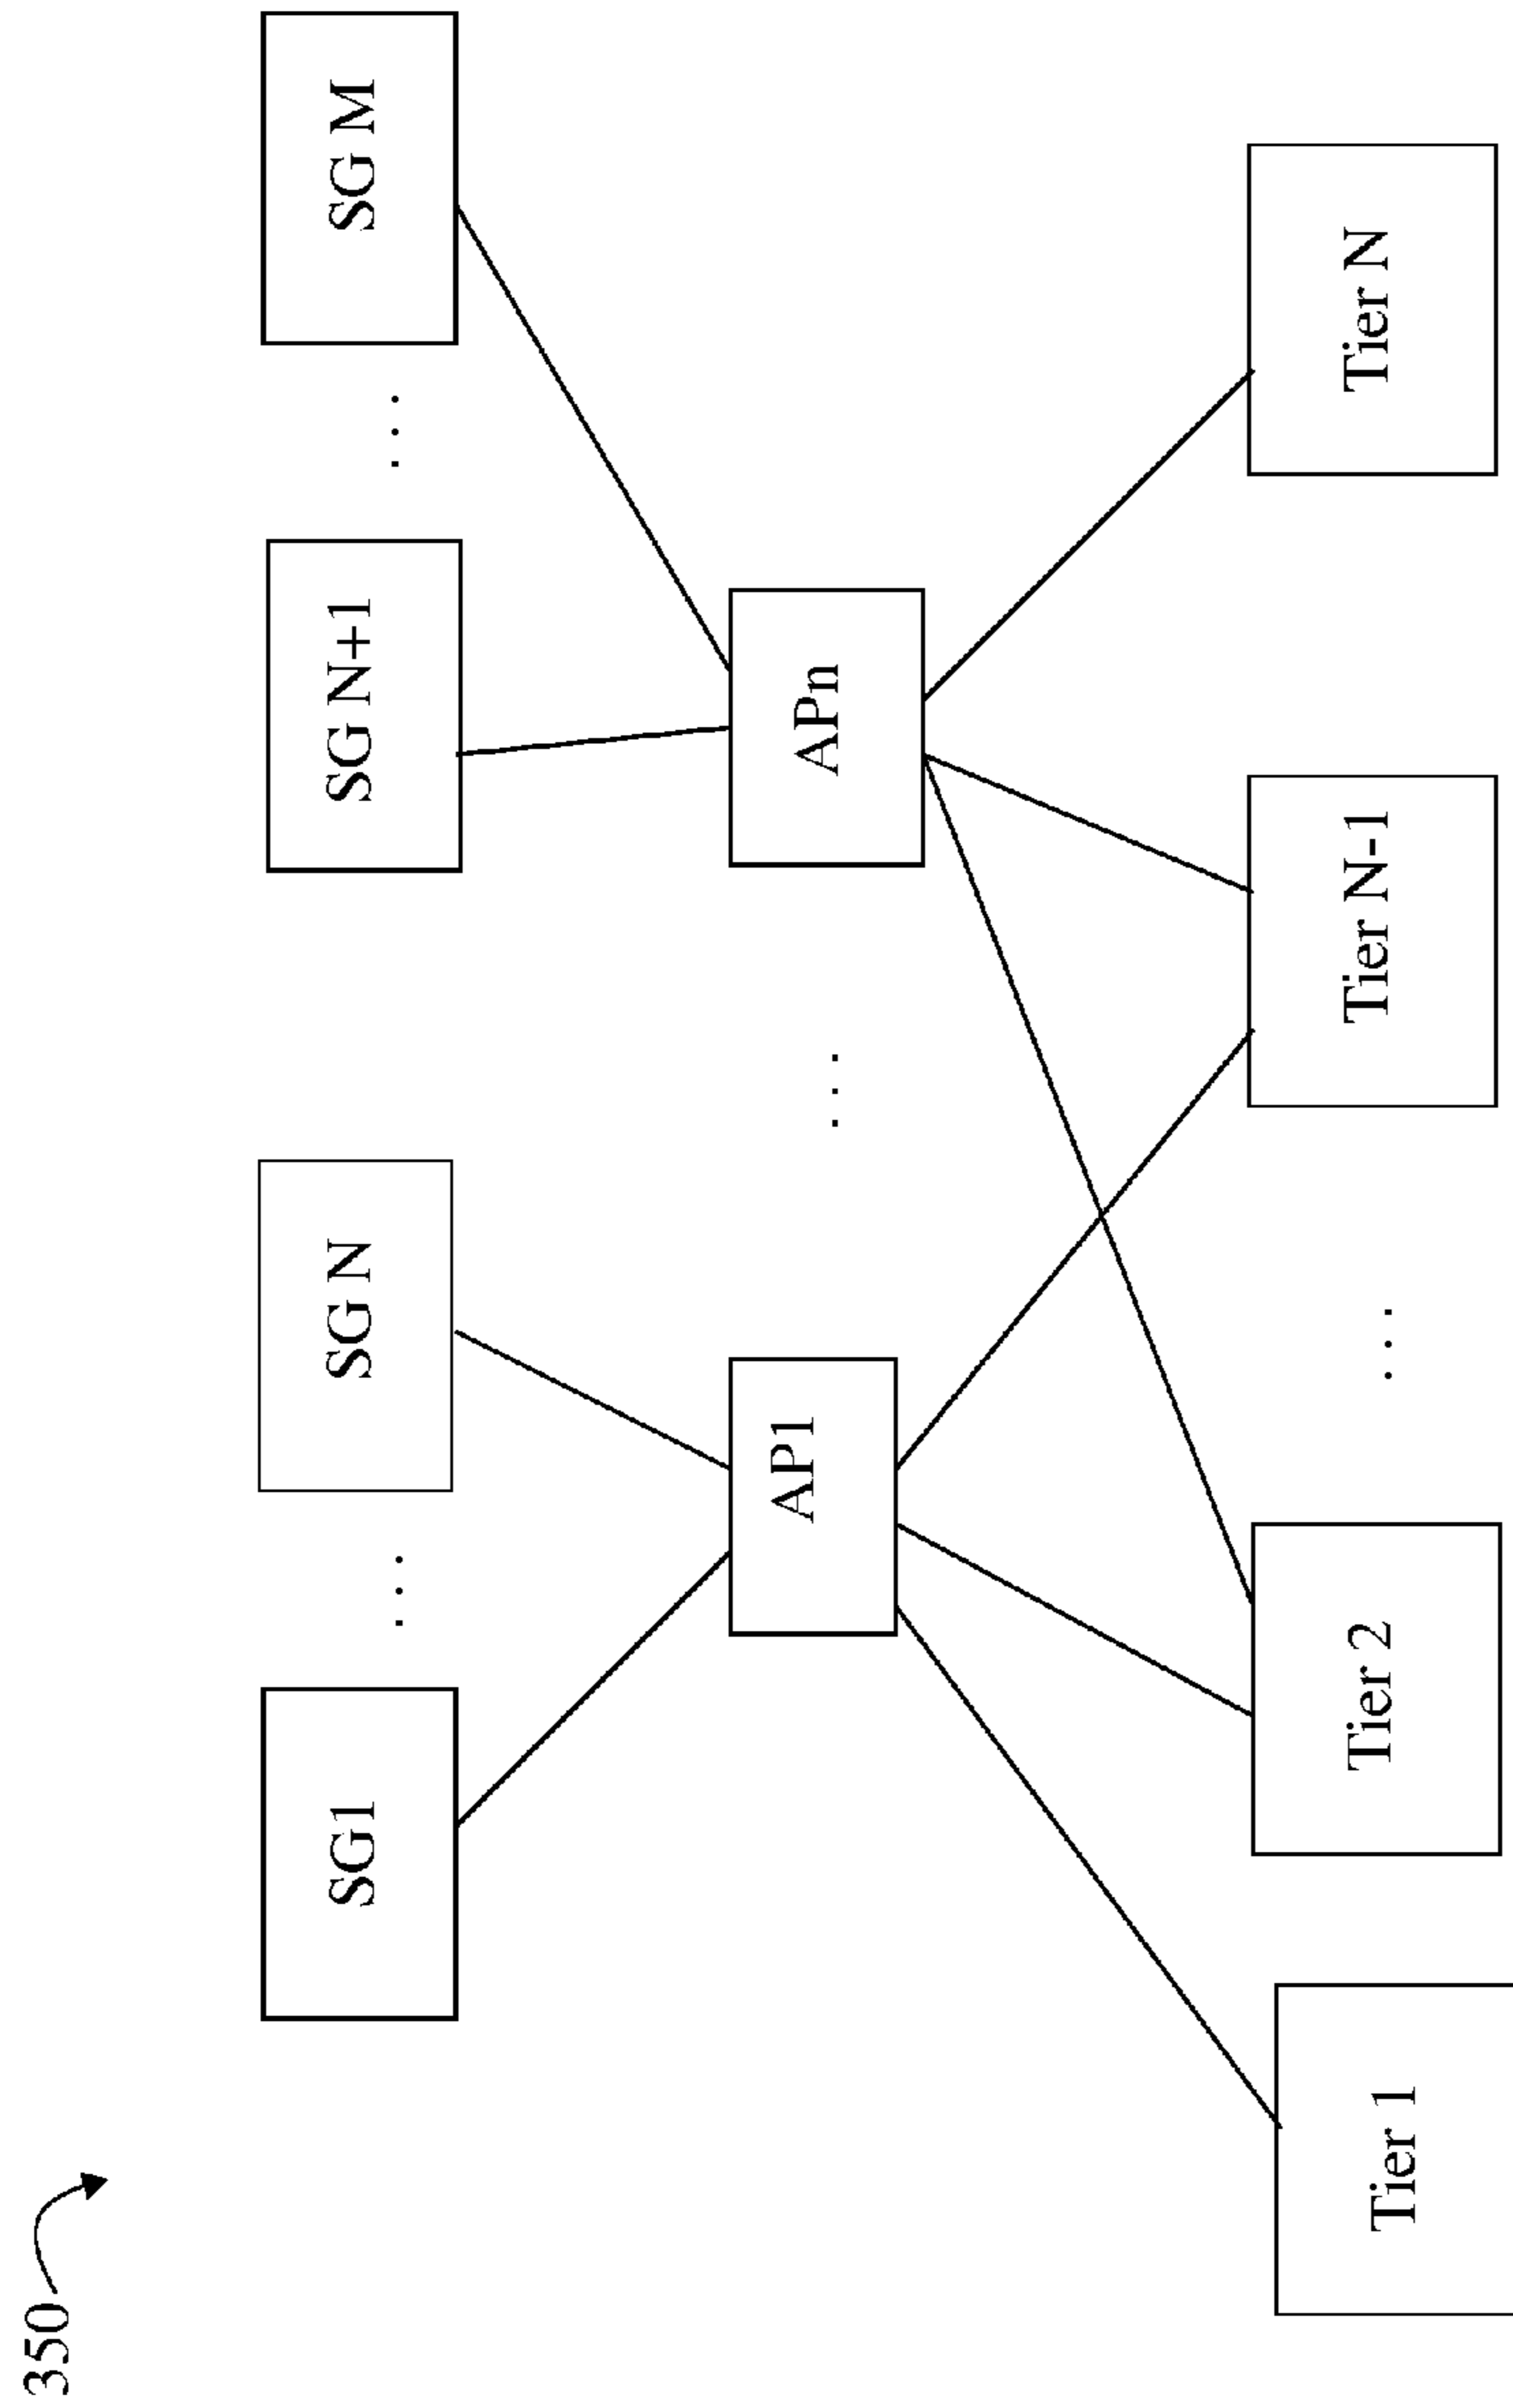 350
SG1
. . .
SG N
SG N+1
. . .
SG M
AP1
. . .
APn
Tier 1
Tier 2
. . .
Tier N-1
Tier N